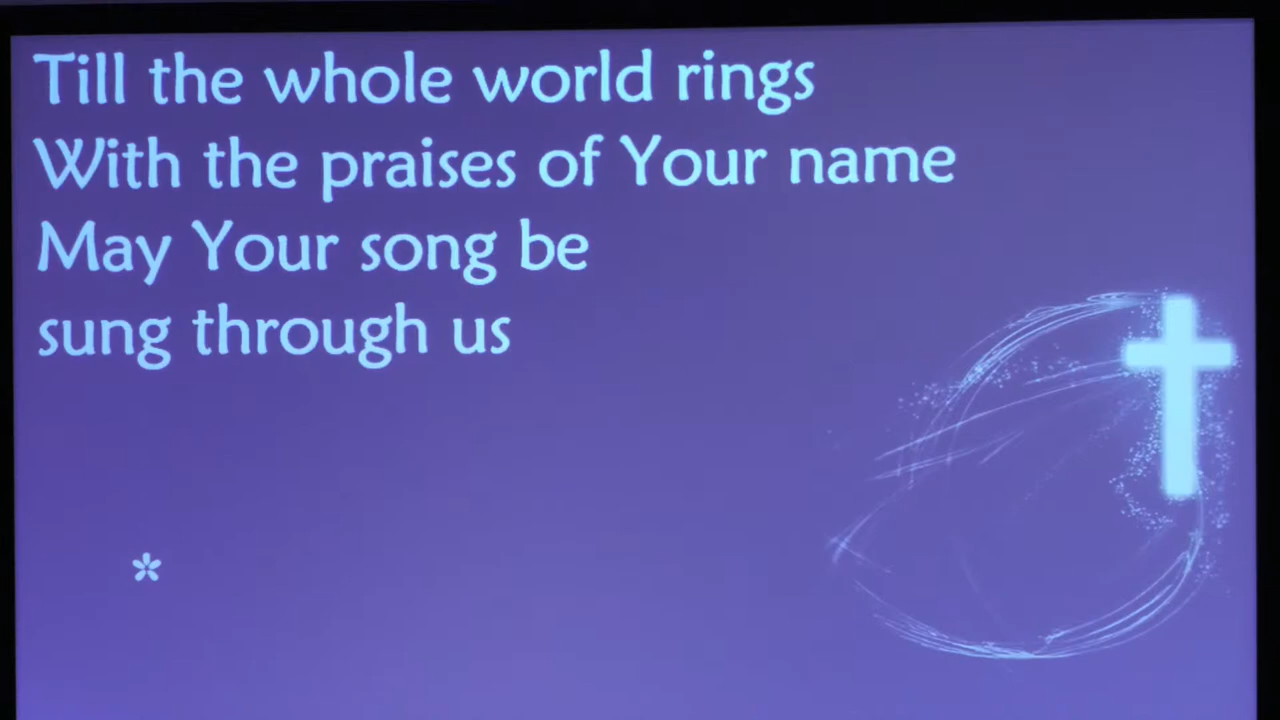 Till the whole world rings
With the praises of Your name
May Your song be
sung through us
*